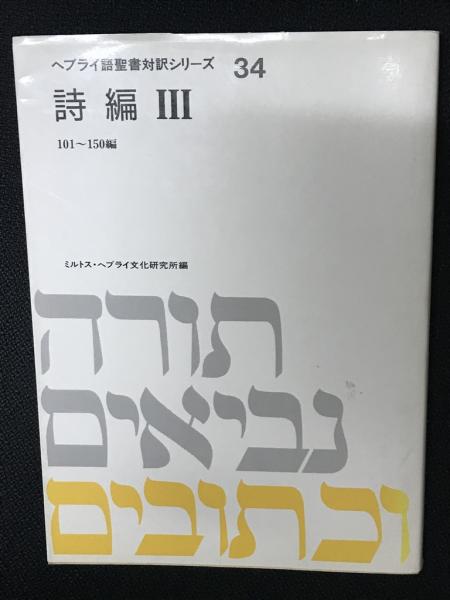 ヘブライ語聖書対訳シリーズ 34
詩編 III
101～150編
ミルトス・ヘブライ文化研究所編
תורה
נביאים
וכתובים